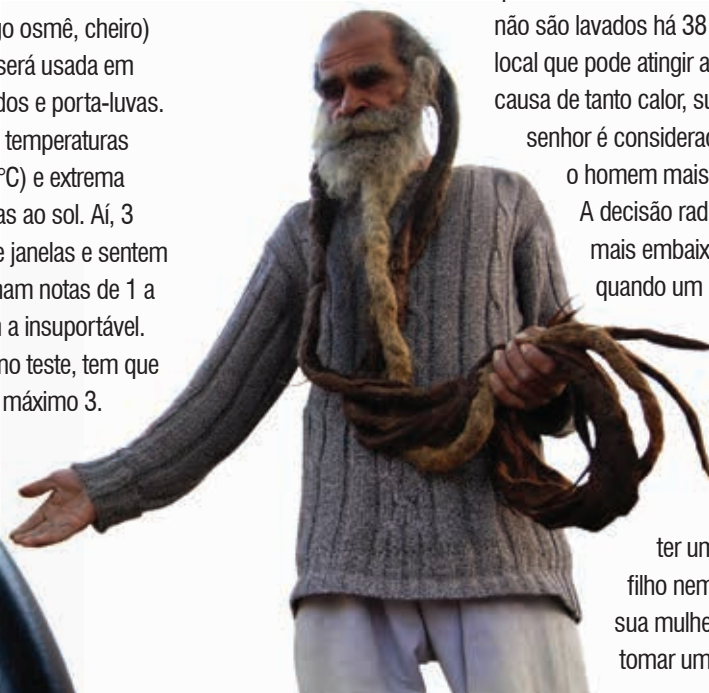 go osmê, cheiro)
será usada em
dos e porta-luvas.
temperaturas
°C) e extrema
as ao sol. Aí, 3
e janelas e sentem
nam notas de 1 a
a insuportável.
no teste, tem que
máximo 3.
não são lavados há 38
local que pode atingir a
causa de tanto calor, su
senhor é considerad
o homem mais
A decisão rad
mais embaix
quando um
ter un
filho nem
sua mulhe
tomar um